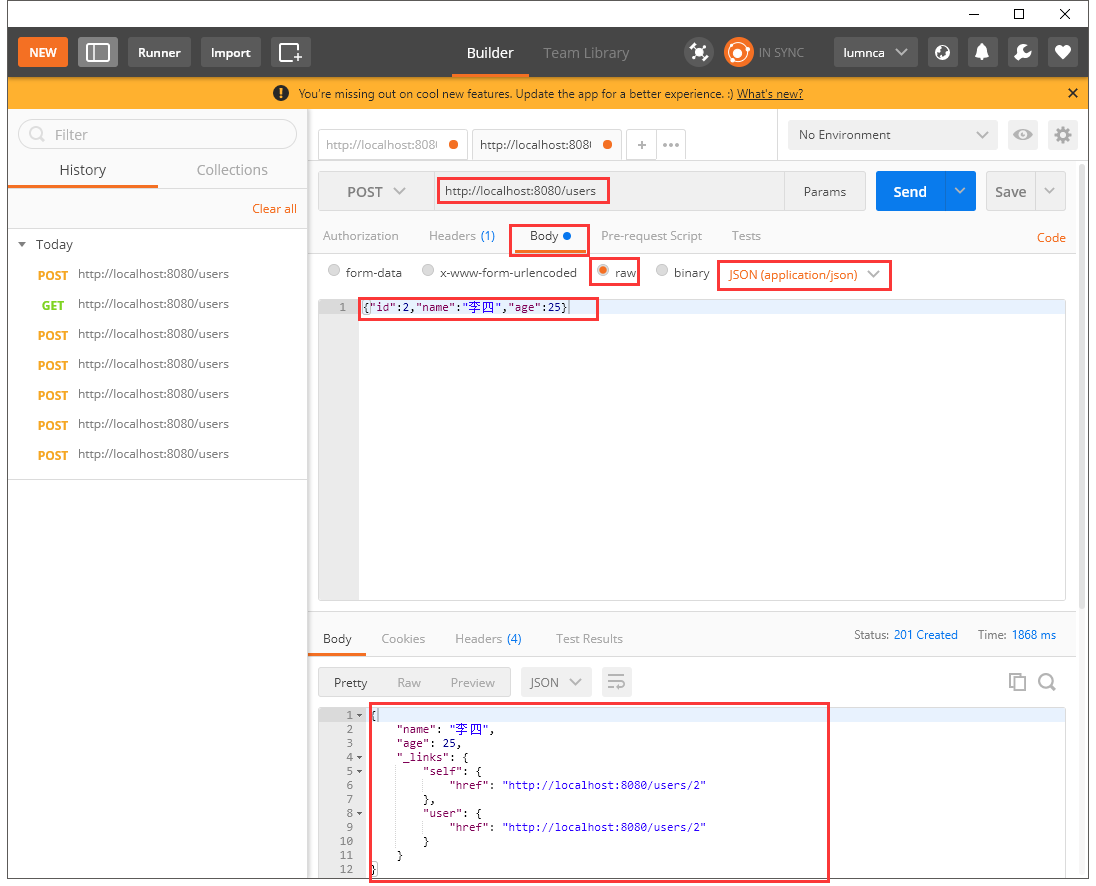 NEW Runner Import Builder Team Library IN SYNC lumnca
You're missing out on cool new features. Update the app for a better experience. :) What's new?
Filter
History Collections
Clear all
Today
POST http://localhost:8080/users
GET http://localhost:8080/users
POST http://localhost:8080/users
POST http://localhost:8080/users
POST http://localhost:8080/users
POST http://localhost:8080/users
POST http://localhost:8080/users
http://localhost:808 http://localhost:808 No Environment
POST http://localhost:8080/users Params Send Save
Authorization Headers (1) Body Pre-request Script Tests Code
form-data x-www-form-urlencoded raw binary JSON (application/json)
1 {"id":2,"name":"李四","age":25}
Body Cookies Headers (4) Test Results Status: 201 Created Time: 1868 ms
Pretty Raw Preview JSON
1 {
2 "name": "李四",
3 "age": 25,
4 "_links": {
5 "self": {
6 "href": "http://localhost:8080/users/2"
7 },
8 "user": {
9 "href": "http://localhost:8080/users/2"
10 }
11 }
12 }